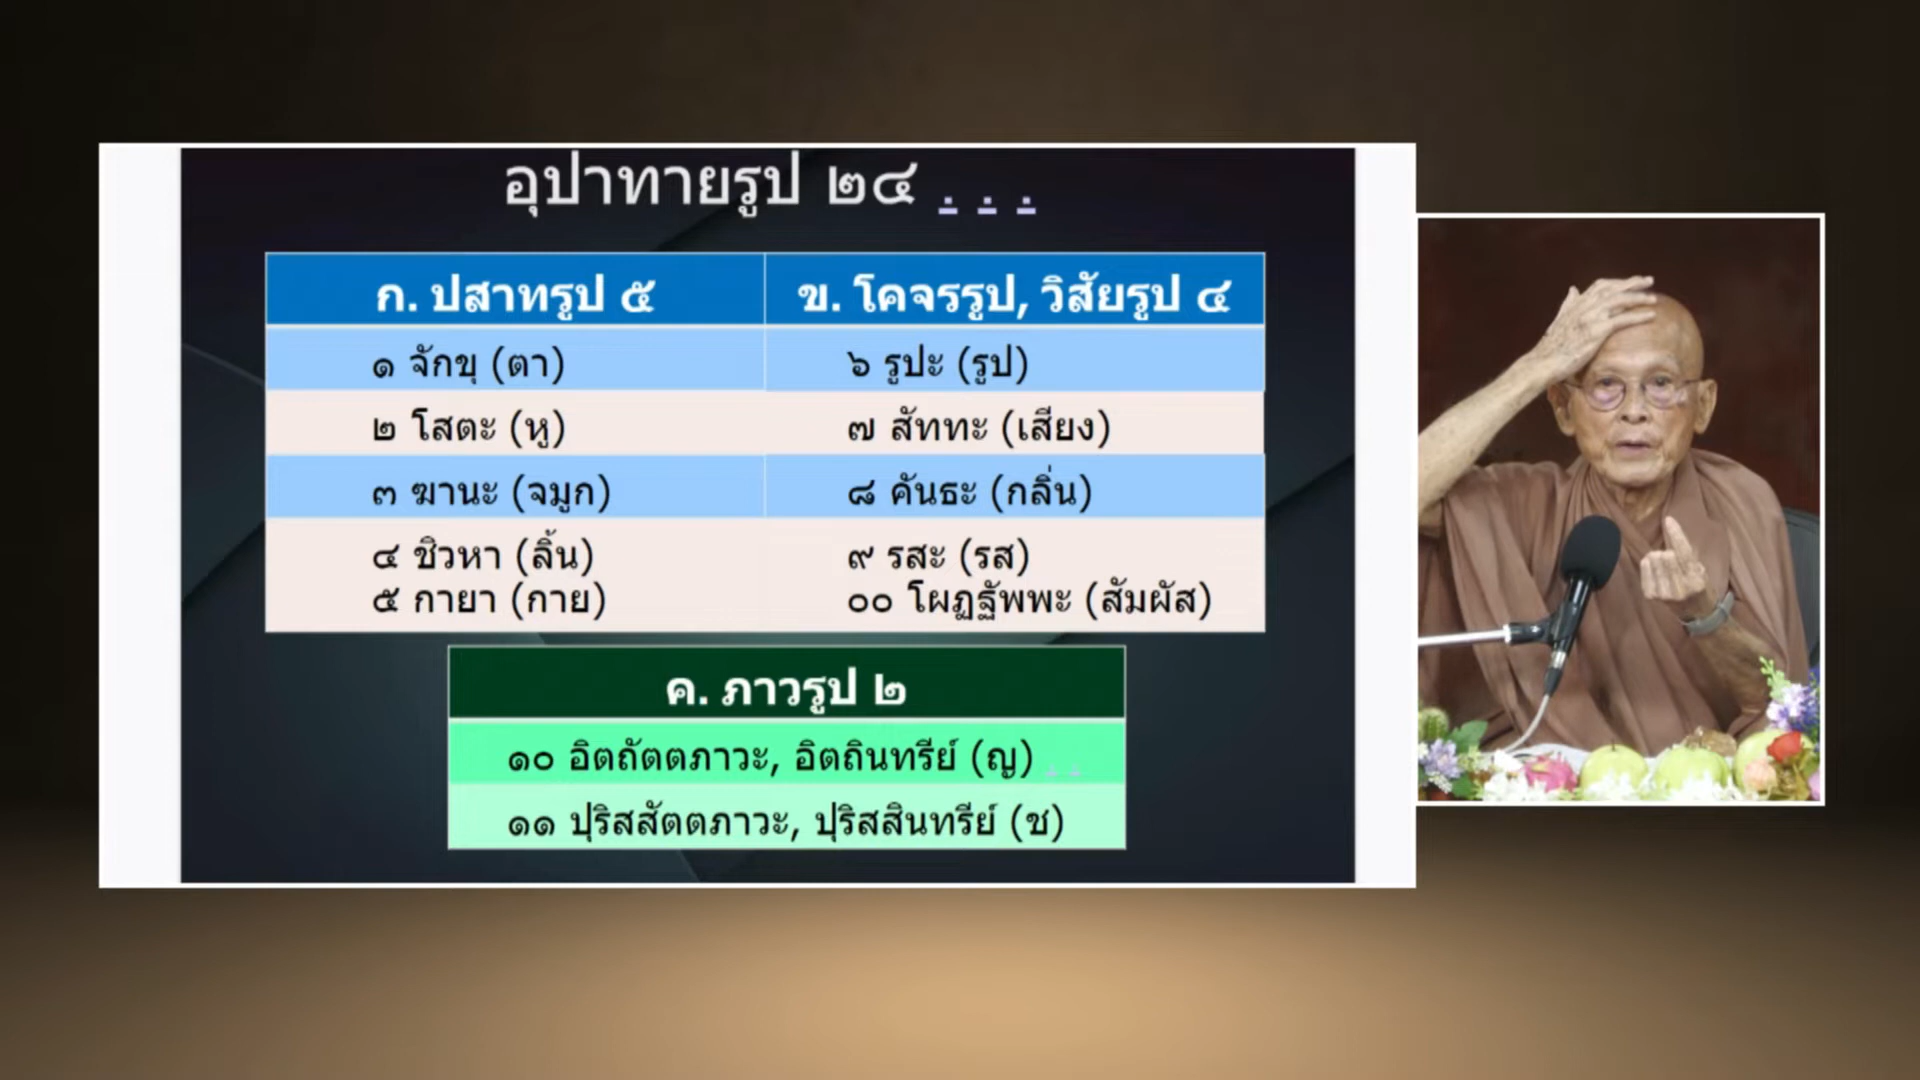 อุปาทายรูป ๒๔ . . .
ก. ปสาทรูป ๕
ข. โคจรรูป, วิสัยรูป ๔
๑ จักขุ (ตา)
๖ รูปะ (รูป)
๒ โสตะ (หู)
๗ สัททะ (เสียง)
๓ ฆานะ (จมูก)
๘ คันธะ (กลิ่น)
๔ ชิวหา (ลิ้น)
๙ รสะ (รส)
๕ กายา (กาย)
๐๐ โผฏฐัพพะ (สัมผัส)
ค. ภาวรูป ๒
๑๐ อิตถัตตภาวะ, อิตถินทรีย์ (ญ) . .
๑๑ ปุริสสัตตภาวะ, ปุริสสินทรีย์ (ช)